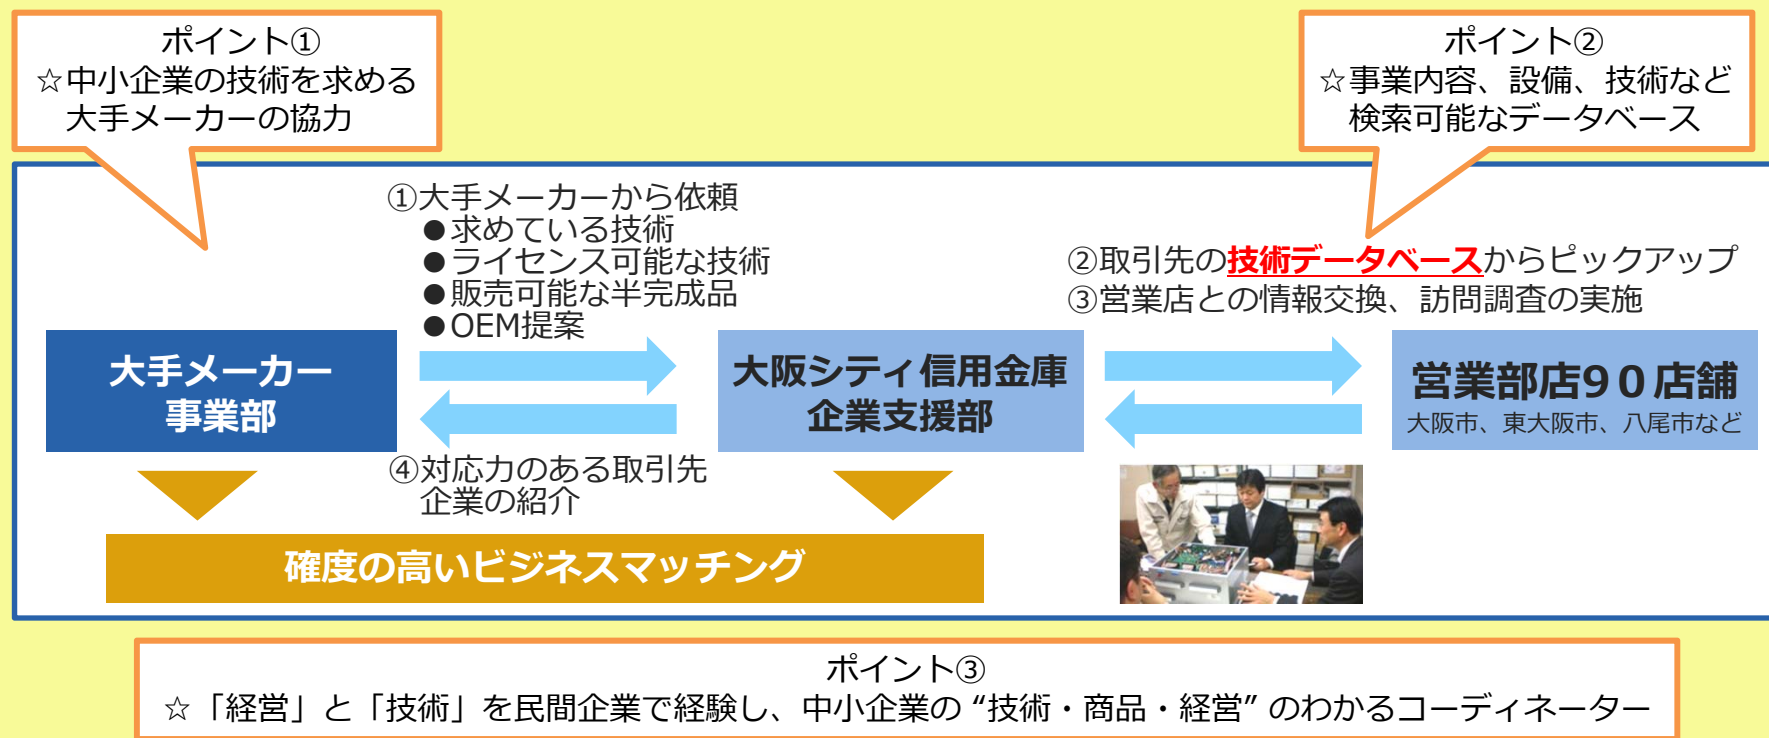 ポイント①
☆中小企業の技術を求める
大手メーカーの協力
ポイント②
☆事業内容、設備、技術など
検索可能なデータベース
①大手メーカーから依頼
●求めている技術
●ライセンス可能な技術
●販売可能な半完成品
●OEM提案
②取引先の技術データベースからピックアップ
③営業店との情報交換、訪問調査の実施
大手メーカー
事業部
大阪シティ信用金庫
企業支援部
営業部店9０店舗
大阪市、東大阪市、八尾市など
④対応力のある取引先
企業の紹介
確度の高いビジネスマッチング
ポイント③
☆「経営」と「技術」を民間企業で経験し、中小企業の“技術・商品・経営”のわかるコーディネーター